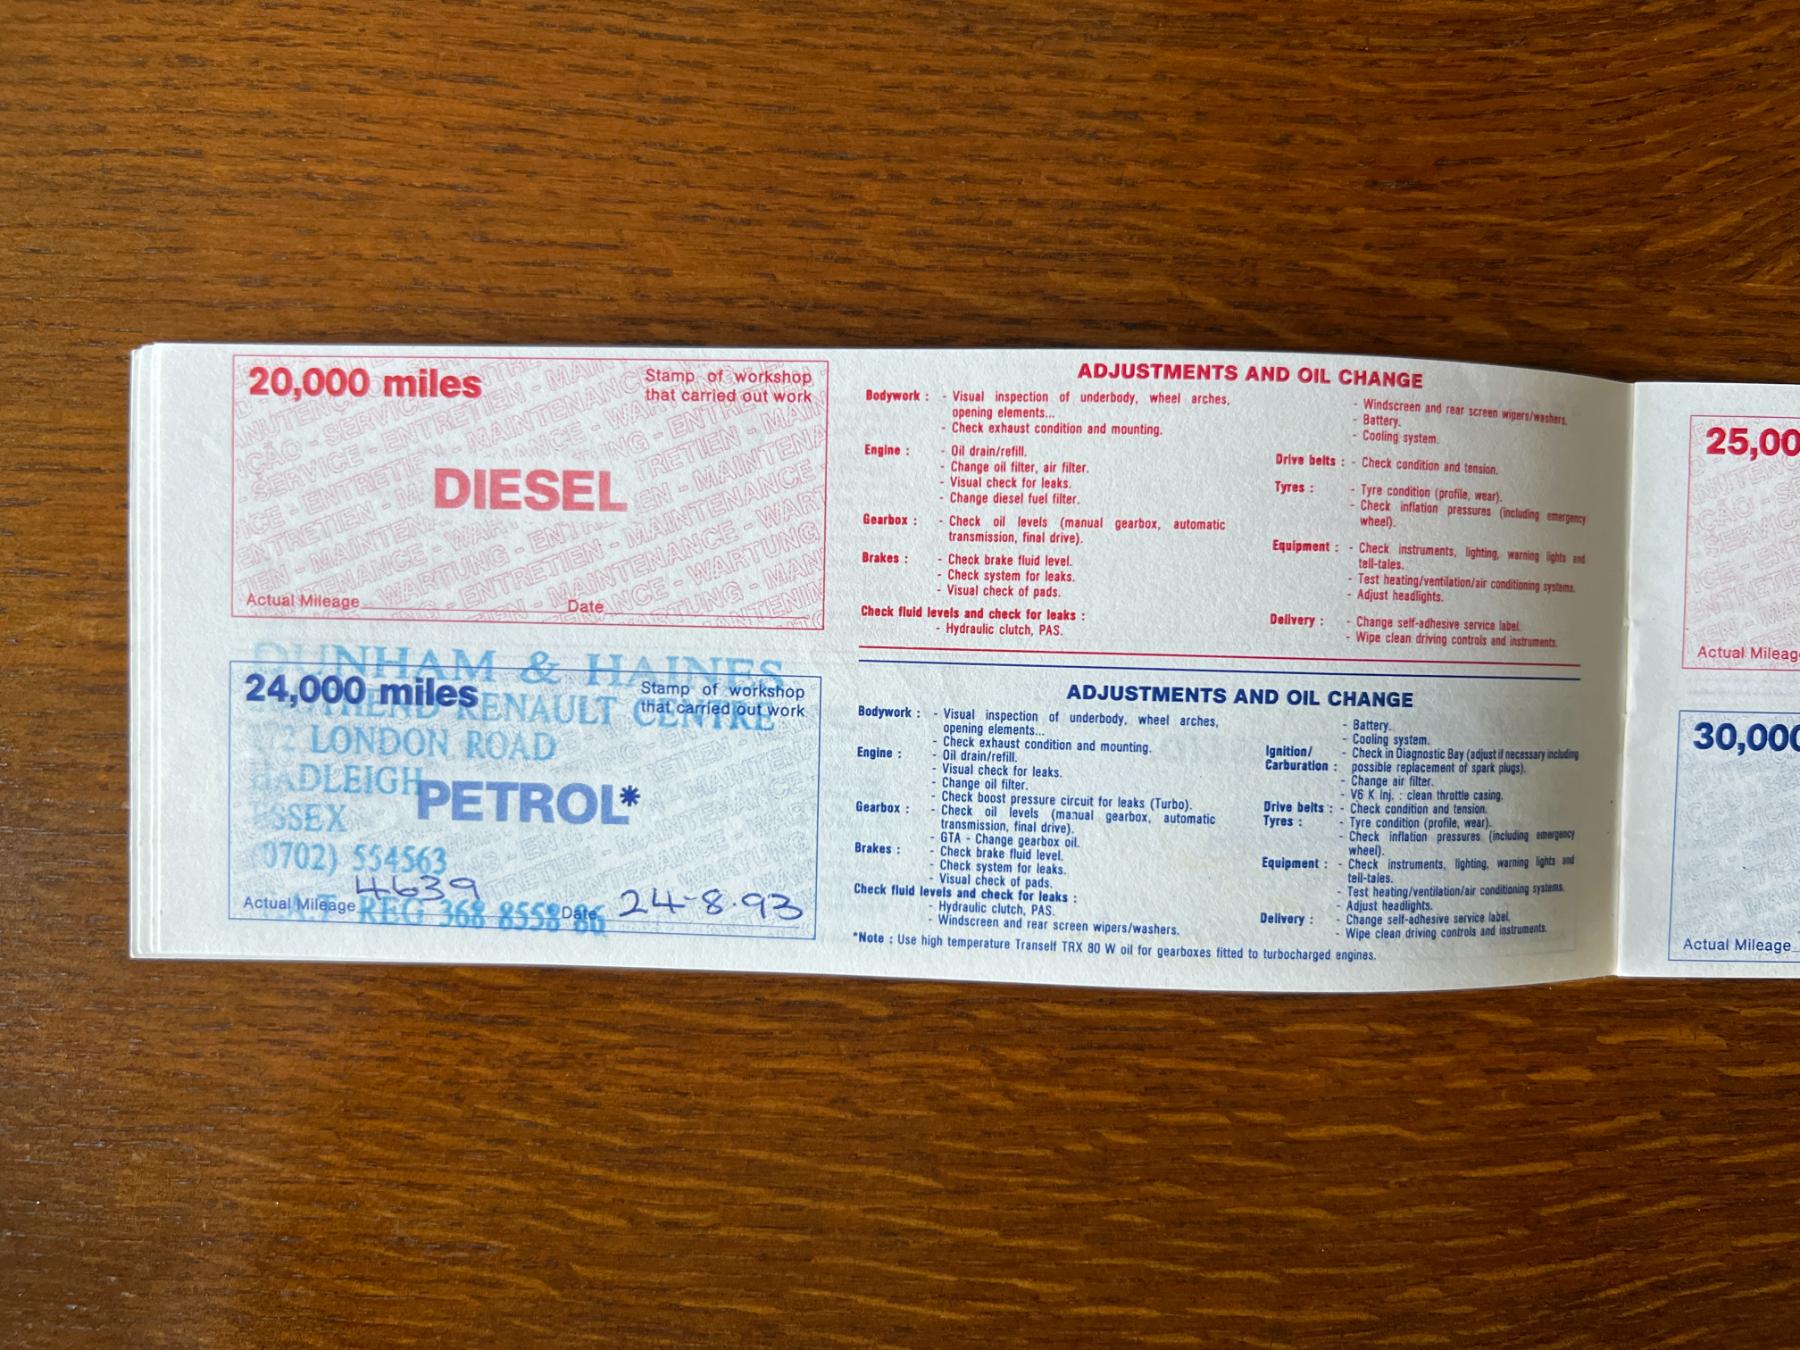 20,000 miles
Stamp of workshop
that carried out work
DIESEL
Actual Mileage
Date
ADJUSTMENTS AND OIL CHANGE
Bodywork : - Visual inspection of underbody, wheel arches,
opening elements...
- Check exhaust condition and mounting.
Engine : - Oil drain/refill.
- Change oil filter, air filter.
- Visual check for leaks.
- Change diesel fuel filter.
Gearbox : - Check oil levels (manual gearbox, automatic
transmission, final drive).
Brakes : - Check brake fluid level.
- Check system for leaks.
- Visual check of pads.
Check fluid levels and check for leaks :
- Hydraulic clutch, PAS.
- Windscreen and rear screen wipers/washers.
- Battery.
- Cooling system.
Drive belts : - Check condition and tension.
Tyres : - Tyre condition (profile, wear).
- Check inflation pressures (including emergency
wheel).
Equipment : - Check instruments, lighting, warning lights and
tell-tales.
- Test heating/ventilation/air conditioning systems.
- Adjust headlights.
Delivery : - Change self-adhesive service label.
- Wipe clean driving controls and instruments.
24,000 miles
Stamp of workshop
that carried out work
PETROL*
DUNHAM & HAINES
RENAULT CENTRE
LONDON ROAD
HADLEIGH
ESSEX
(0702) 554563
REG 368 8558 86
Actual Mileage 4639
Date 24-8-93
ADJUSTMENTS AND OIL CHANGE
Bodywork : - Visual inspection of underbody, wheel arches,
opening elements...
- Check exhaust condition and mounting.
Engine : - Oil drain/refill.
- Visual check for leaks.
- Change oil filter.
- Check boost pressure circuit for leaks (Turbo).
Gearbox : - Check oil levels (manual gearbox, automatic
transmission, final drive).
- GTA - Change gearbox oil.
Brakes : - Check brake fluid level.
- Check system for leaks.
- Visual check of pads.
Check fluid levels and check for leaks :
- Hydraulic clutch, PAS.
- Windscreen and rear screen wipers/washers.
- Battery.
- Cooling system.
Ignition/ - Check in Diagnostic Bay (adjust if necessary including
Carburation : possible replacement of spark plugs).
- Change air filter.
- V6 K Inj. : clean throttle casing.
Drive belts : - Check condition and tension.
Tyres : - Tyre condition (profile, wear).
- Check inflation pressures (including emergency
wheel).
Equipment : - Check instruments, lighting, warning lights and
tell-tales.
- Test heating/ventilation/air conditioning systems.
- Adjust headlights.
Delivery : - Change self-adhesive service label.
- Wipe clean driving controls and instruments.
*Note : Use high temperature Tranself TRX 80 W oil for gearboxes fitted to turbocharged engines.
25,00
Actual Mileag
30,000
Actual Mileage